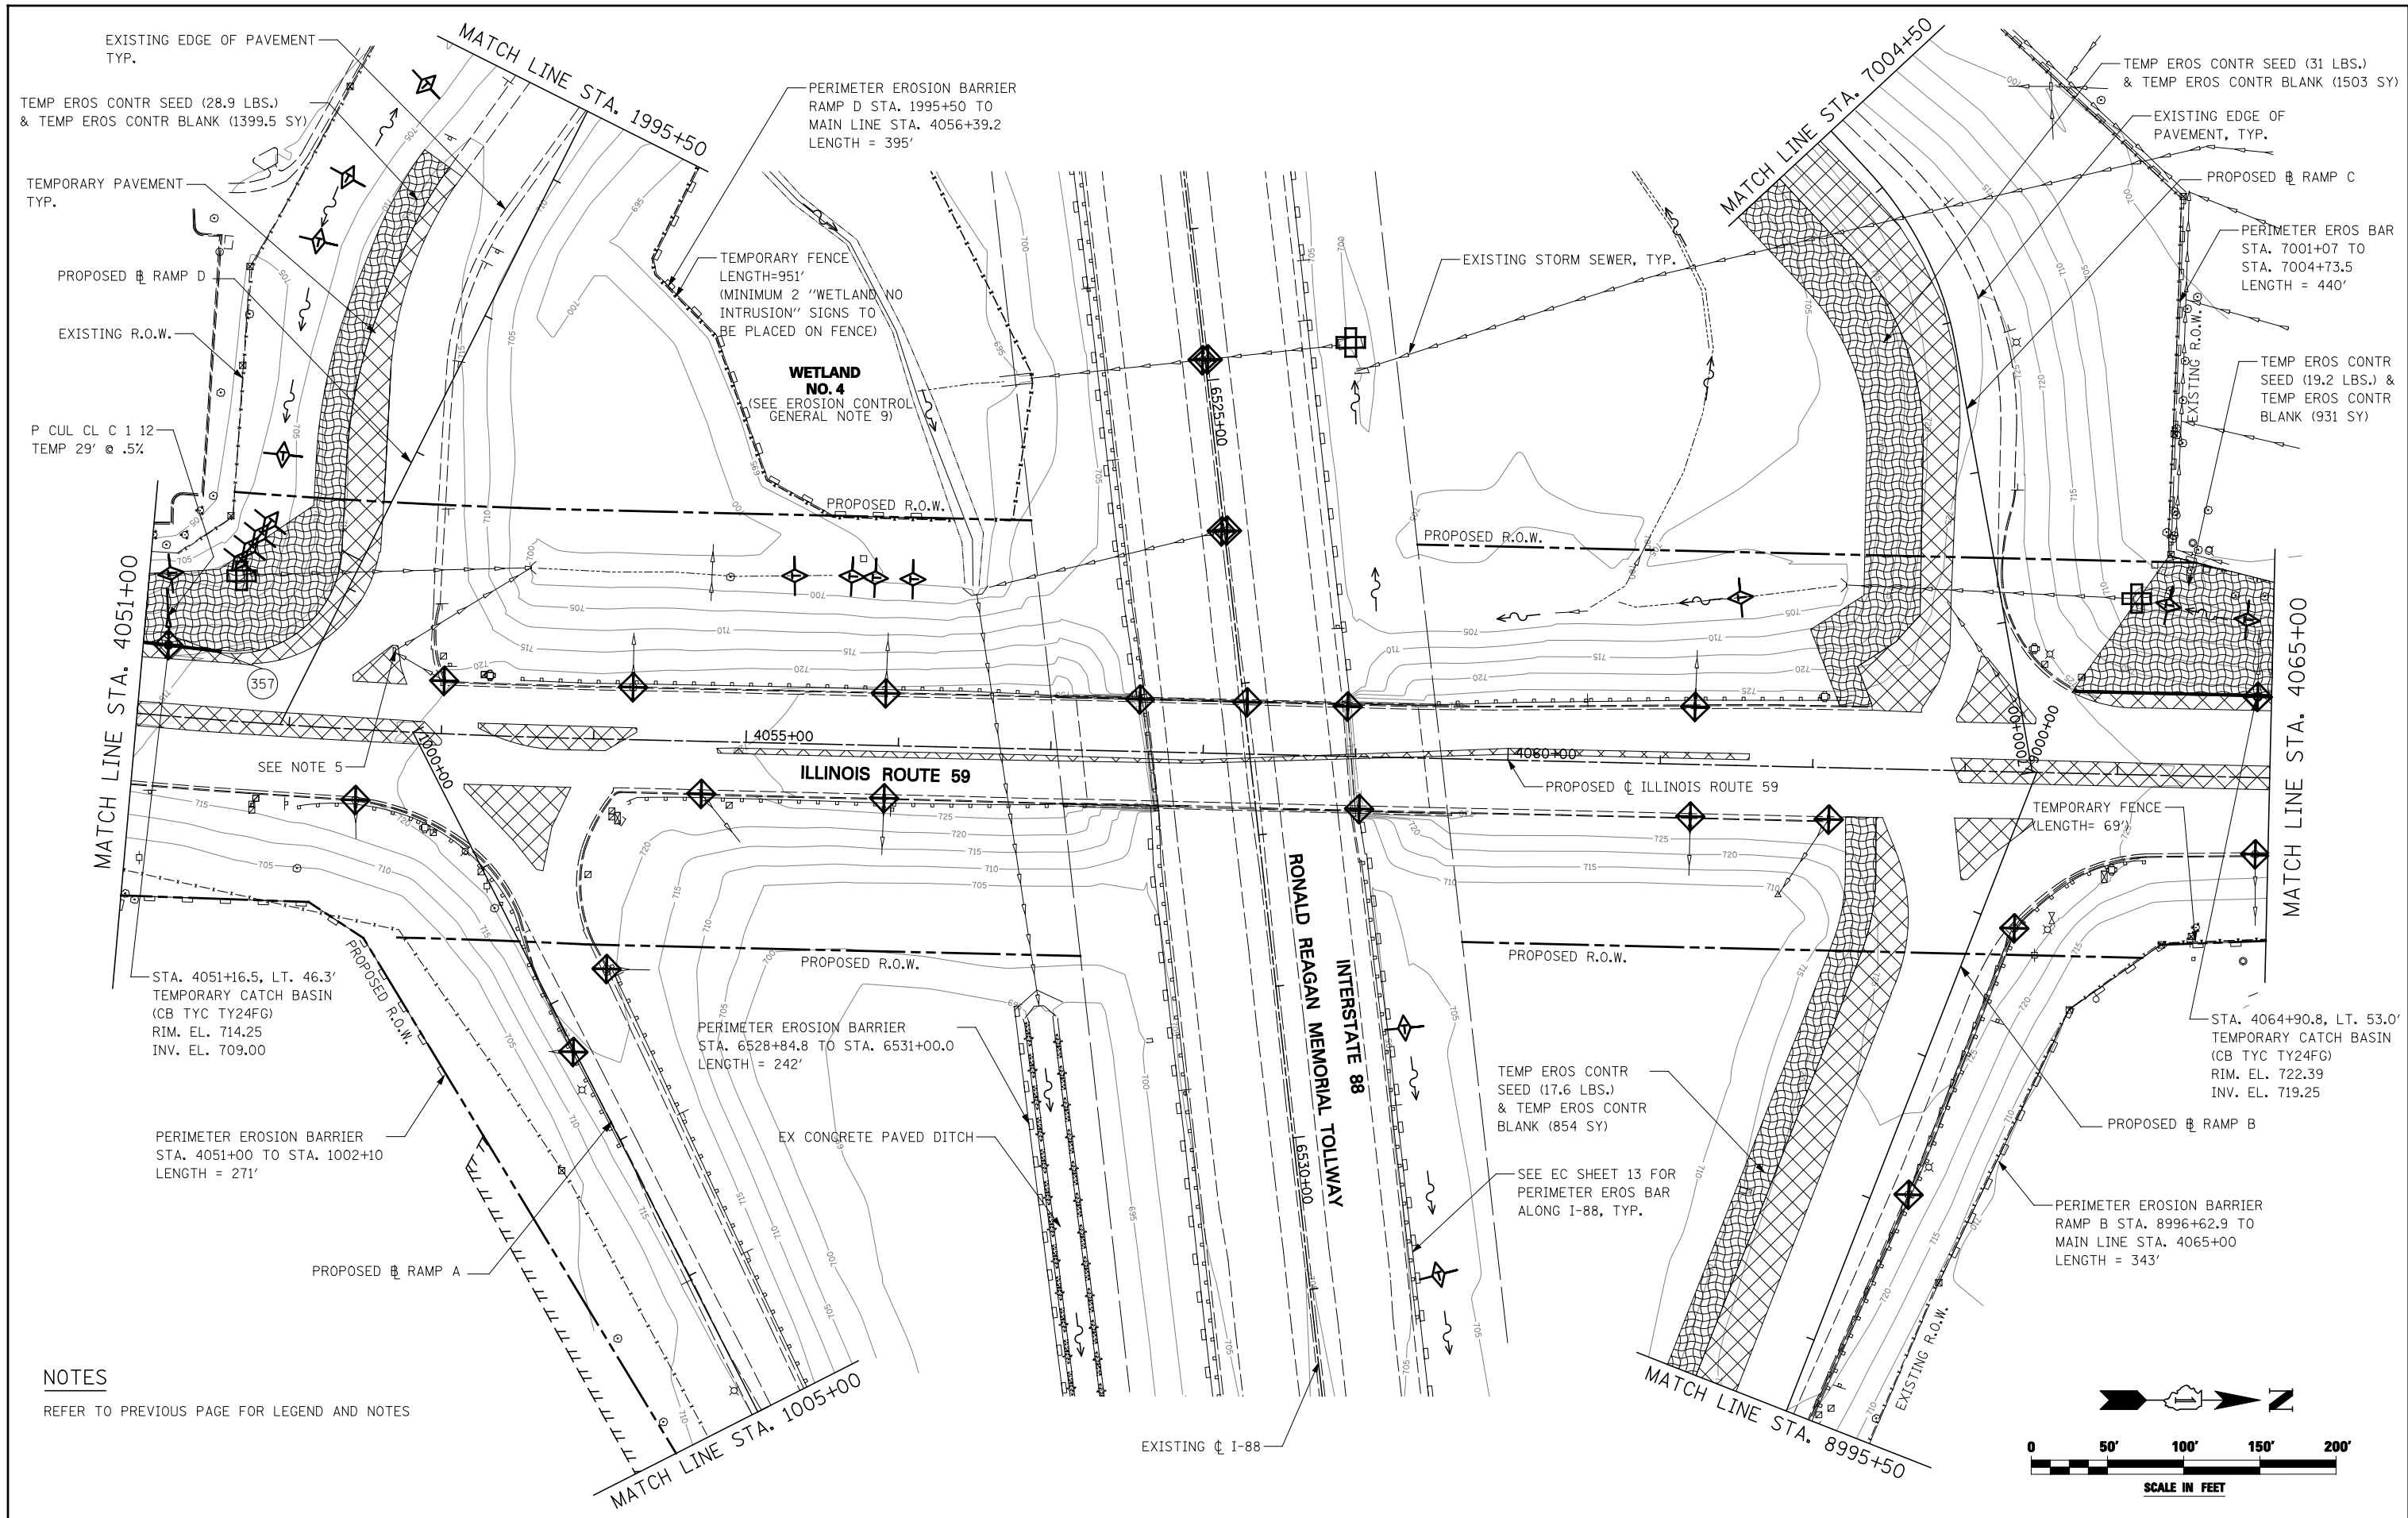 EXISTING EDGE OF PAVEMENT
TYP.
TEMP EROS CONTR SEED (28.9 LBS.)
& TEMP EROS CONTR BLANK (1399.5 SY)
TEMPORARY PAVEMENT
TYP.
PROPOSED ℄ RAMP D
EXISTING R.O.W.
P CUL CL C 1 12
TEMP 29' @ .5%
MATCH LINE STA. 4051+00
MATCH LINE STA. 1995+50
PERIMETER EROSION BARRIER
RAMP D STA. 1995+50 TO
MAIN LINE STA. 4056+39.2
LENGTH = 395'
TEMPORARY FENCE
LENGTH=951'
(MINIMUM 2 "WETLAND NO
INTRUSION" SIGNS TO
BE PLACED ON FENCE)
WETLAND
NO. 4
(SEE EROSION CONTROL
GENERAL NOTE 9)
PROPOSED R.O.W.
EXISTING STORM SEWER, TYP.
6525+00
PROPOSED R.O.W.
MATCH LINE STA. 7004+50
TEMP EROS CONTR SEED (31 LBS.)
& TEMP EROS CONTR BLANK (1503 SY)
EXISTING EDGE OF
PAVEMENT, TYP.
PROPOSED ℄ RAMP C
PERIMETER EROS BAR
STA. 7001+07 TO
STA. 7004+73.5
LENGTH = 440'
EXISTING R.O.W.
TEMP EROS CONTR
SEED (19.2 LBS.) &
TEMP EROS CONTR
BLANK (931 SY)
MATCH LINE STA. 4065+00
357
SEE NOTE 5
1000+00
4055+00
ILLINOIS ROUTE 59
4060+00
PROPOSED ℄ ILLINOIS ROUTE 59
7000+00
9000+00
TEMPORARY FENCE
(LENGTH= 69')
STA. 4051+16.5, LT. 46.3'
TEMPORARY CATCH BASIN
(CB TYC TY24FG)
RIM. EL. 714.25
INV. EL. 709.00
PROPOSED R.O.W.
PROPOSED R.O.W.
PROPOSED R.O.W.
PERIMETER EROSION BARRIER
STA. 6528+84.8 TO STA. 6531+00.0
LENGTH = 242'
EX CONCRETE PAVED DITCH
RONALD REAGAN MEMORIAL TOLLWAY
INTERSTATE 88
6530+00
PERIMETER EROSION BARRIER
STA. 4051+00 TO STA. 1002+10
LENGTH = 271'
PROPOSED ℄ RAMP A
TEMP EROS CONTR
SEED (17.6 LBS.)
& TEMP EROS CONTR
BLANK (854 SY)
SEE EC SHEET 13 FOR
PERIMETER EROS BAR
ALONG I-88, TYP.
STA. 4064+90.8, LT. 53.0'
TEMPORARY CATCH BASIN
(CB TYC TY24FG)
RIM. EL. 722.39
INV. EL. 719.25
PROPOSED ℄ RAMP B
PERIMETER EROSION BARRIER
RAMP B STA. 8996+62.9 TO
MAIN LINE STA. 4065+00
LENGTH = 343'
EXISTING R.O.W.
MATCH LINE STA. 1005+00
EXISTING ℄ I-88
MATCH LINE STA. 8995+50
NOTES
REFER TO PREVIOUS PAGE FOR LEGEND AND NOTES
N
0 50' 100' 150' 200'
SCALE IN FEET